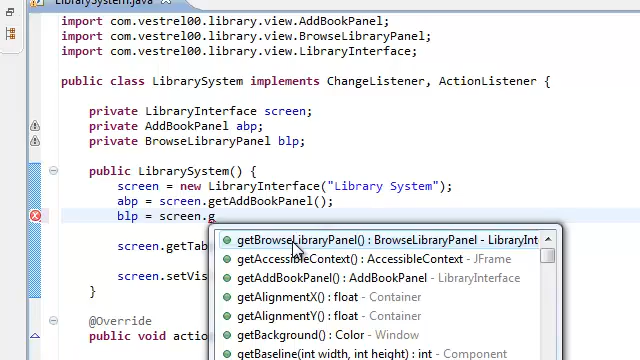 LibrarySystem.java
import com.vestrel00.library.view.AddBookPanel;
import com.vestrel00.library.view.BrowseLibraryPanel;
import com.vestrel00.library.view.LibraryInterface;
public class LibrarySystem implements ChangeListener, ActionListener {
private LibraryInterface screen;
private AddBookPanel abp;
private BrowseLibraryPanel blp;
public LibrarySystem() {
screen = new LibraryInterface("Library System");
abp = screen.getAddBookPanel();
blp = screen.g
getBrowseLibraryPanel() : BrowseLibraryPanel - LibraryInt
screen.getTab
getAccessibleContext() : AccessibleContext - JFrame
getAddBookPanel() : AddBookPanel - LibraryInterface
screen.setVis
getAlignmentX() : float - Container
}
getAlignmentY() : float - Container
@Override
getBackground() : Color - Window
public void action
getBaseline(int width, int height) : int - Component